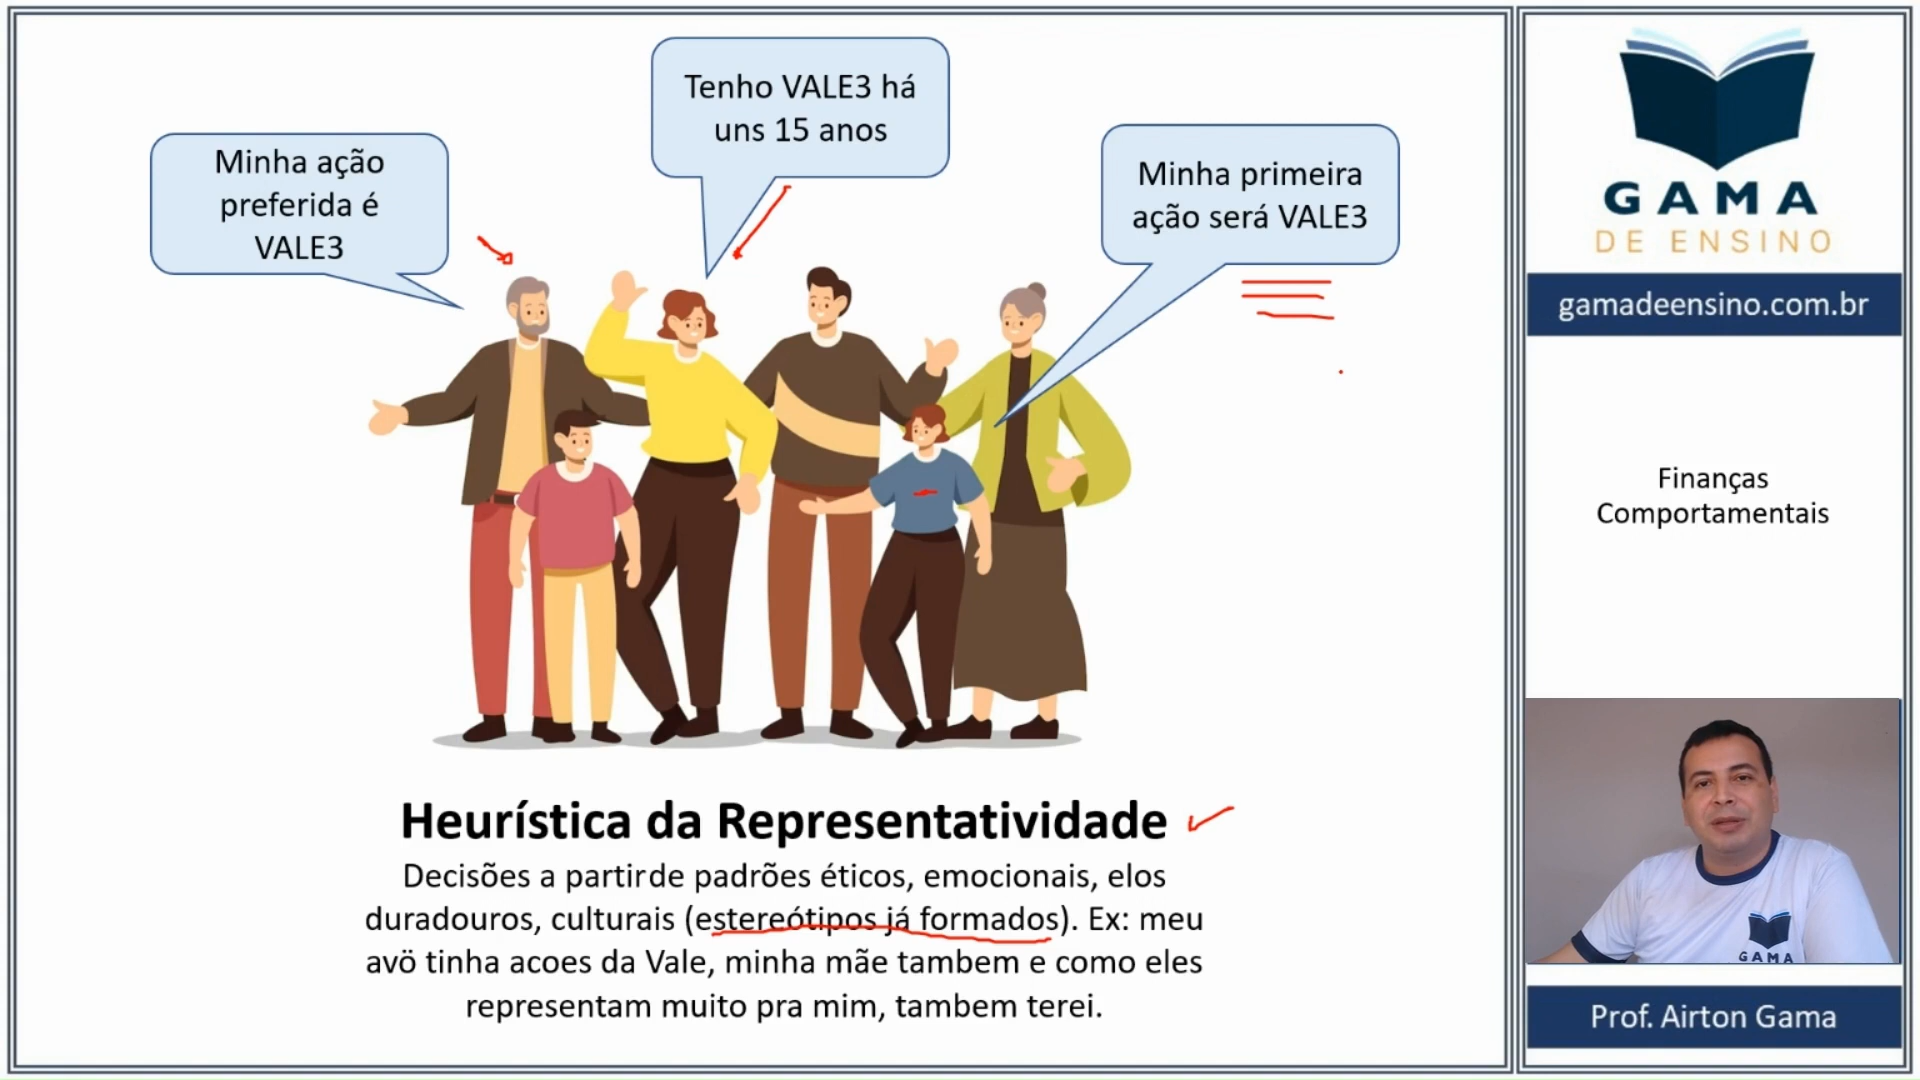 Minha ação
preferida é
VALE3
Tenho VALE3 há
uns 15 anos
Minha primeira
ação será VALE3
Heurística da Representatividade
Decisões a partir de padrões éticos, emocionais, elos
duradouros, culturais (estereótipos já formados). Ex: meu
avö tinha acoes da Vale, minha mãe tambem e como eles
representam muito pra mim, tambem terei.
GAMA
DE ENSINO
gamadeensino.com.br
Finanças
Comportamentais
GAMA
Prof. Airton Gama